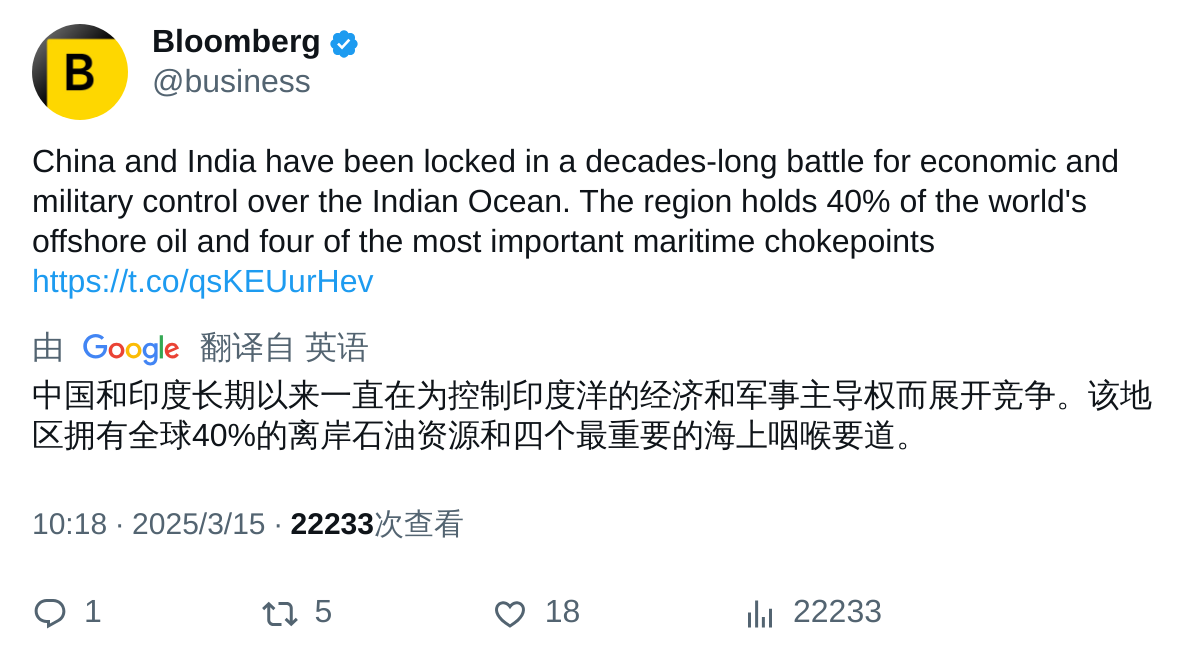 B
Bloomberg
@business
China and India have been locked in a decades-long battle for economic and
military control over the Indian Ocean. The region holds 40% of the world's
offshore oil and four of the most important maritime chokepoints
https://t.co/qsKEUurHev
由 Google 翻译自 英语
中国和印度长期以来一直在为控制印度洋的经济和军事主导权而展开竞争。该地
区拥有全球40%的离岸石油资源和四个最重要的海上咽喉要道。
10:18 · 2025/3/15 · 22233次查看
1 5 18 22233